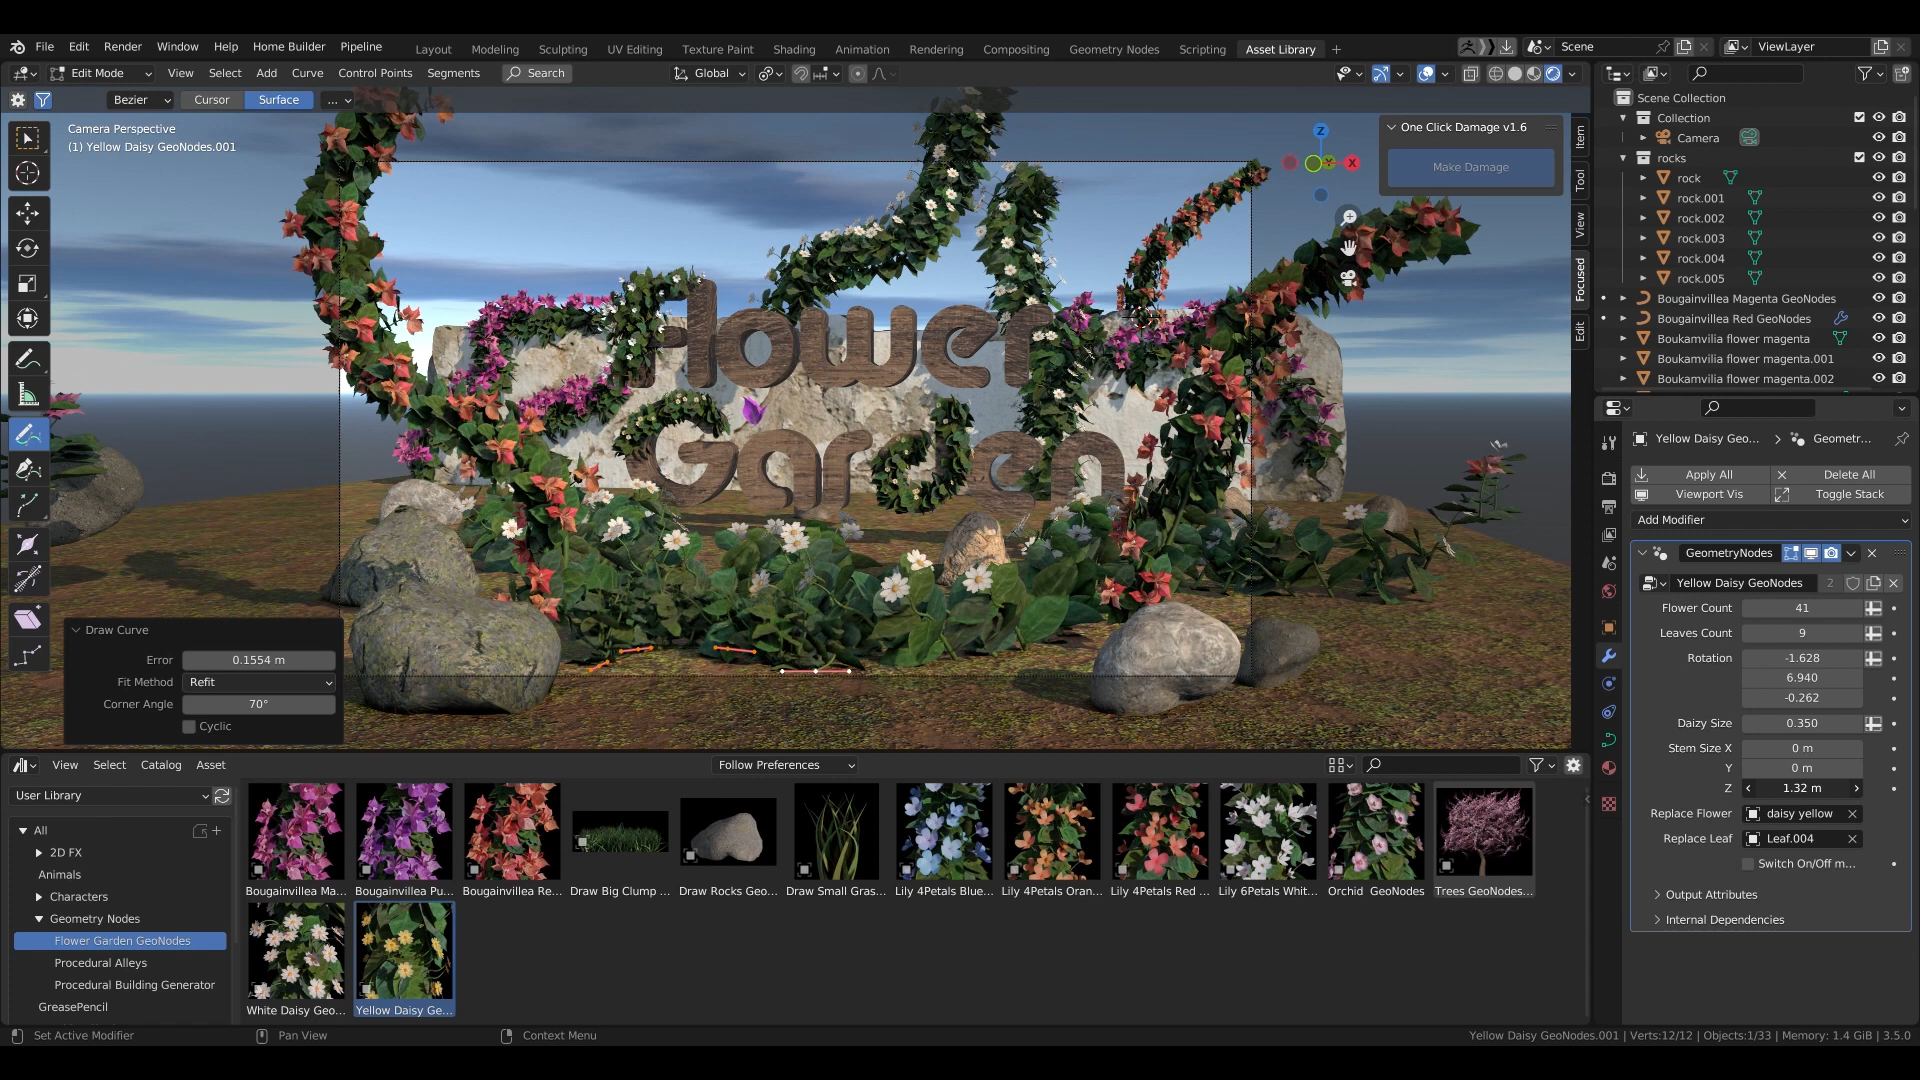 File Edit Render Window Help Home Builder Pipeline Layout Modeling Sculpting UV Editing Texture Paint Shading Animation Rendering Compositing Geometry Nodes Scripting Asset Library + Scene ViewLayer
Edit Mode View Select Add Curve Control Points Segments Search Global
Bezier Cursor Surface ...
Camera Perspective
(1) Yellow Daisy GeoNodes.001
One Click Damage v1.6
Make Damage
Z
X
Item
Tool
View
Focused
Edit
Flower
Garden
Draw Curve
Error 0.1554 m
Fit Method Refit
Corner Angle 70°
Cyclic
Scene Collection
Collection
Camera
rocks
rock
rock.001
rock.002
rock.003
rock.004
rock.005
Bougainvillea Magenta GeoNodes
Bougainvillea Red GeoNodes
Boukamvilia flower magenta
Boukamvilia flower magenta.001
Boukamvilia flower magenta.002
Yellow Daisy Geo... Geometr...
Apply All Delete All
Viewport Vis Toggle Stack
Add Modifier
GeometryNodes
Yellow Daisy GeoNodes 2
Flower Count 41
Leaves Count 9
Rotation -1.628
6.940
-0.262
Daizy Size 0.350
Stem Size X 0 m
Y 0 m
Z 1.32 m
Replace Flower daisy yellow
Replace Leaf Leaf.004
Switch On/Off m...
Output Attributes
Internal Dependencies
View Select Catalog Asset Follow Preferences
User Library
All
2D FX
Animals
Characters
Geometry Nodes
Flower Garden GeoNodes
Procedural Alleys
Procedural Building Generator
GreasePencil
Bougainvillea Ma... Bougainvillea Pu... Bougainvillea Re... Draw Big Clump ... Draw Rocks Geo... Draw Small Gras... Lily 4Petals Blue... Lily 4Petals Oran... Lily 4Petals Red ... Lily 6Petals Whit... Orchid GeoNodes Trees GeoNodes...
White Daisy Geo... Yellow Daisy Ge...
Set Active Modifier Pan View Context Menu Yellow Daisy GeoNodes.001 | Verts:12/12 | Objects:1/33 | Memory: 1.4 GiB | 3.5.0